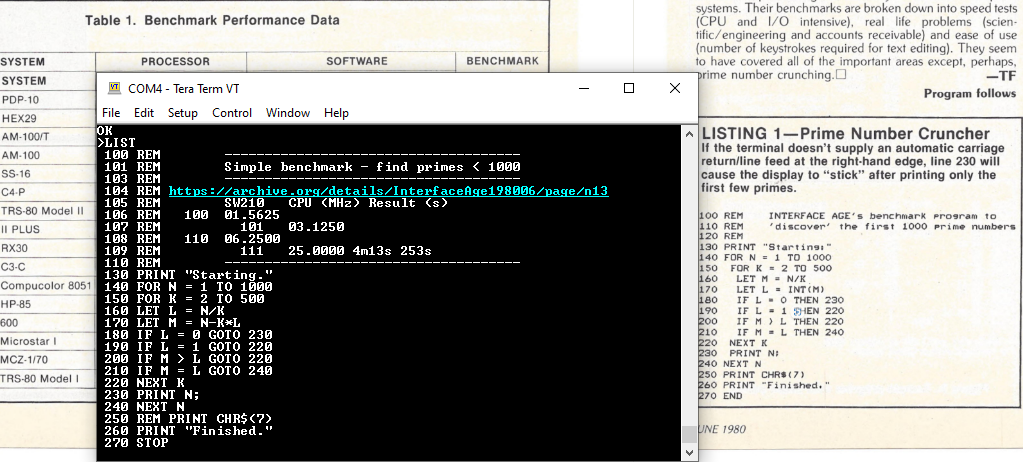 Table 1. Benchmark Performance Data
SYSTEM PROCESSOR SOFTWARE BENCHMARK
SYSTEM
PDP-10
HEX29
AM-100/T
AM-100
SS-16
C4-P
TRS-80 Model II
II PLUS
RX30
C3-C
Compucolor 8051
HP-85
600
Microstar I
MCZ-1/70
TRS-80 Model I
COM4 - Tera Term VT
File Edit Setup Control Window Help
OK
>LIST
100 REM -------------------------------------
101 REM Simple benchmark - find primes < 1000
103 REM -------------------------------------
104 REM https://archive.org/details/InterfaceAge198006/page/n13
105 REM SW210 CPU (MHz) Result (s)
106 REM 100 01.5625
107 REM 101 03.1250
108 REM 110 06.2500
109 REM 111 25.0000 4m13s 253s
110 REM -------------------------------------
130 PRINT "Starting."
140 FOR N = 1 TO 1000
150 FOR K = 2 TO 500
160 LET L = N/K
170 LET M = N-K*L
180 IF L = 0 GOTO 230
190 IF L = 1 GOTO 220
200 IF M > L GOTO 220
210 IF M = L GOTO 240
220 NEXT K
230 PRINT N;
240 NEXT N
250 REM PRINT CHR$(7)
260 PRINT "Finished."
270 STOP
systems. Their benchmarks are broken down into speed tests
(CPU and I/O intensive), real life problems (scien-
tific/engineering and accounts receivable) and ease of use
(number of keystrokes required for text editing). They seem
to have covered all of the important areas except, perhaps,
prime number crunching.□
—TF
Program follows
LISTING 1—Prime Number Cruncher
If the terminal doesn't supply an automatic carriage
return/line feed at the right-hand edge, line 230 will
cause the display to "stick" after printing only the
first few primes.
100 REM INTERFACE AGE's benchmark program to
110 REM 'discover' the first 1000 prime numbers
120 REM
130 PRINT "Starting:"
140 FOR N = 1 TO 1000
150 FOR K = 2 TO 500
160 LET M = N/K
170 LET L = INT(M)
180 IF L = 0 THEN 230
190 IF L = 1 THEN 220
200 IF M > L THEN 220
210 IF M = L THEN 240
220 NEXT K
230 PRINT N;
240 NEXT N
250 PRINT CHR$(7)
260 PRINT "Finished."
270 END
UNE 1980